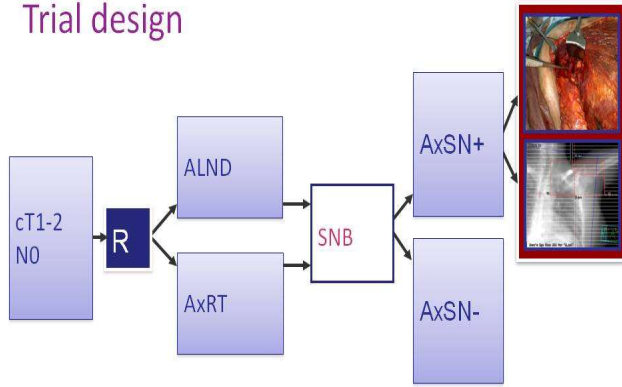 Trial design
cT1-2
N0
R
ALND
AxRT
SNB
AxSN+
AxSN-